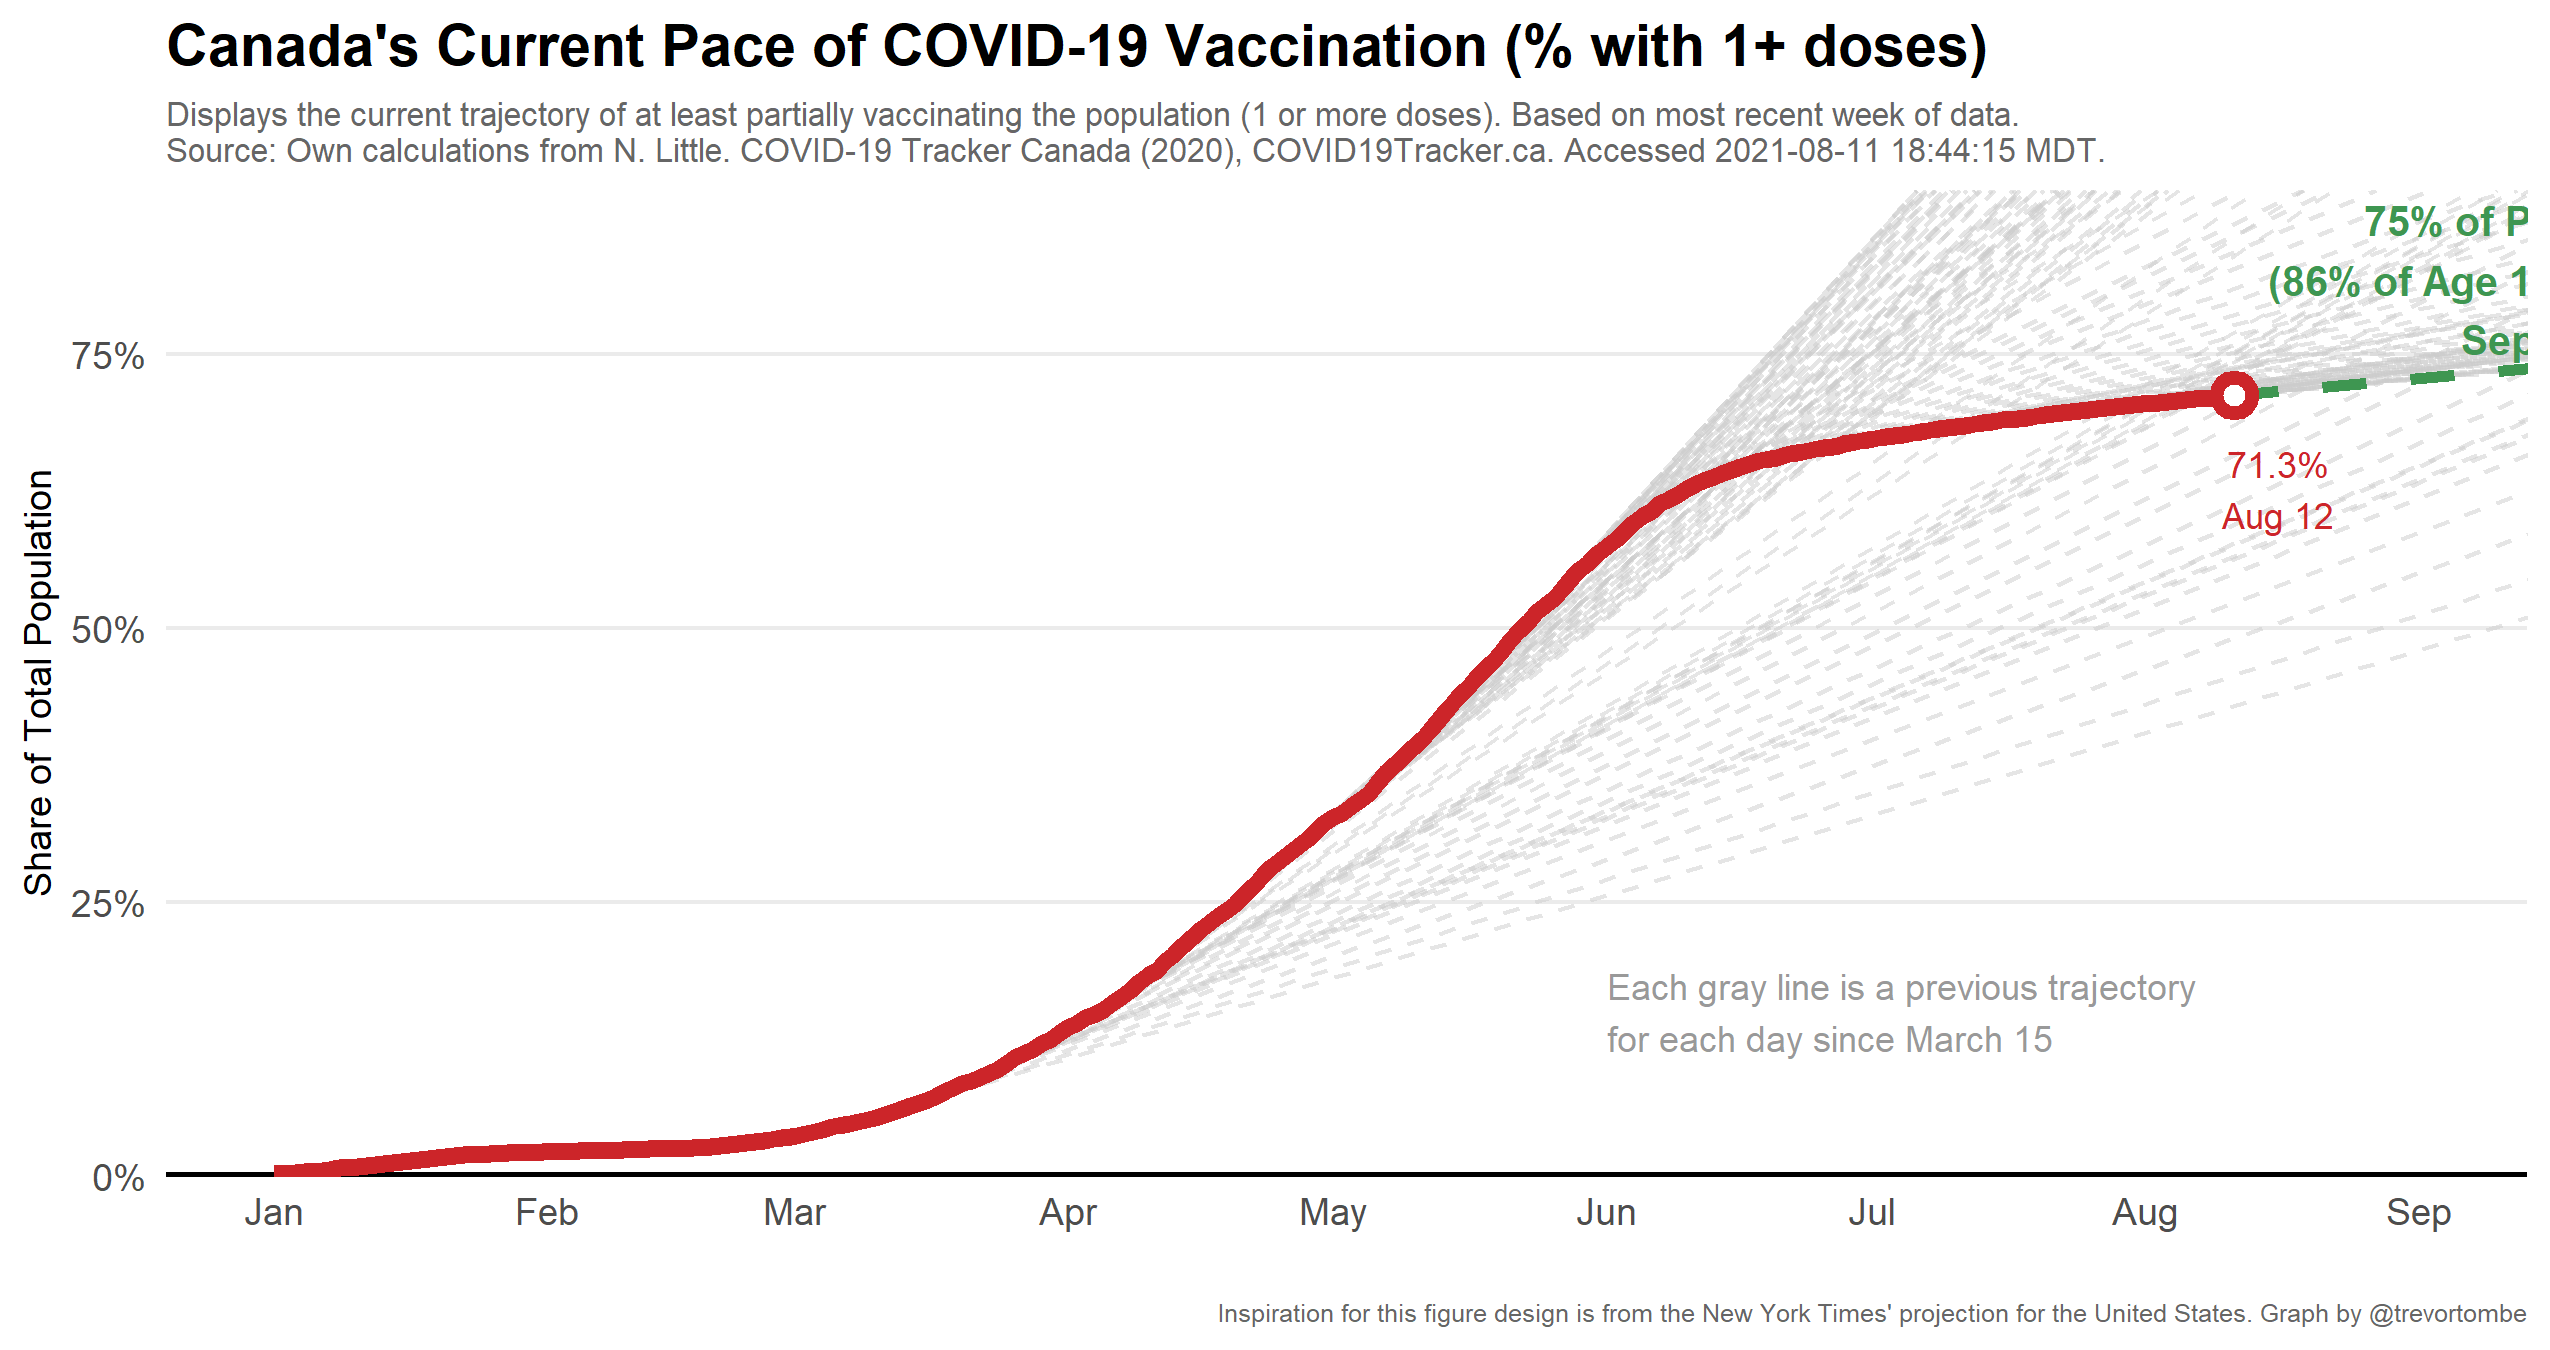 Canada's Current Pace of COVID-19 Vaccination (% with 1+ doses)
Displays the current trajectory of at least partially vaccinating the population (1 or more doses). Based on most recent week of data.
Source: Own calculations from N. Little. COVID-19 Tracker Canada (2020), COVID19Tracker.ca. Accessed 2021-08-11 18:44:15 MDT.
75% of P
(86% of Age 1
Sep
75%
50%
25%
0%
Share of Total Population
71.3%
Aug 12
Each gray line is a previous trajectory
for each day since March 15
Jan Feb Mar Apr May Jun Jul Aug Sep
Inspiration for this figure design is from the New York Times' projection for the United States. Graph by @trevortombe